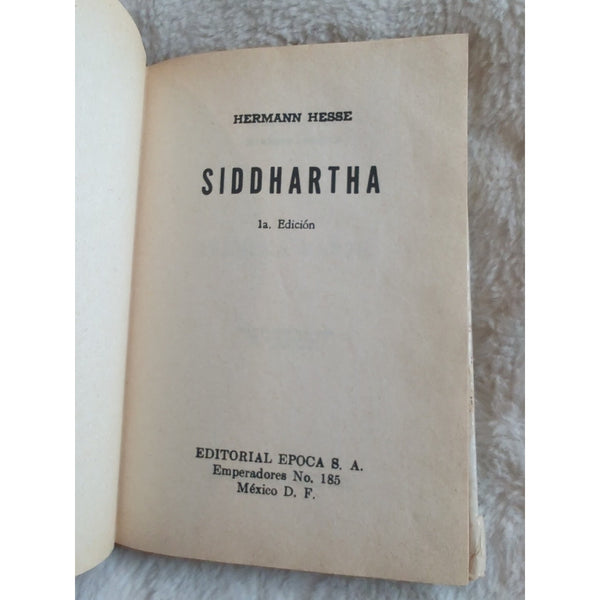 HERMANN HESSE
SIDDHARTHA
1a. Edición
EDITORIAL EPOCA S. A.
Emperadores No. 185
México D. F.